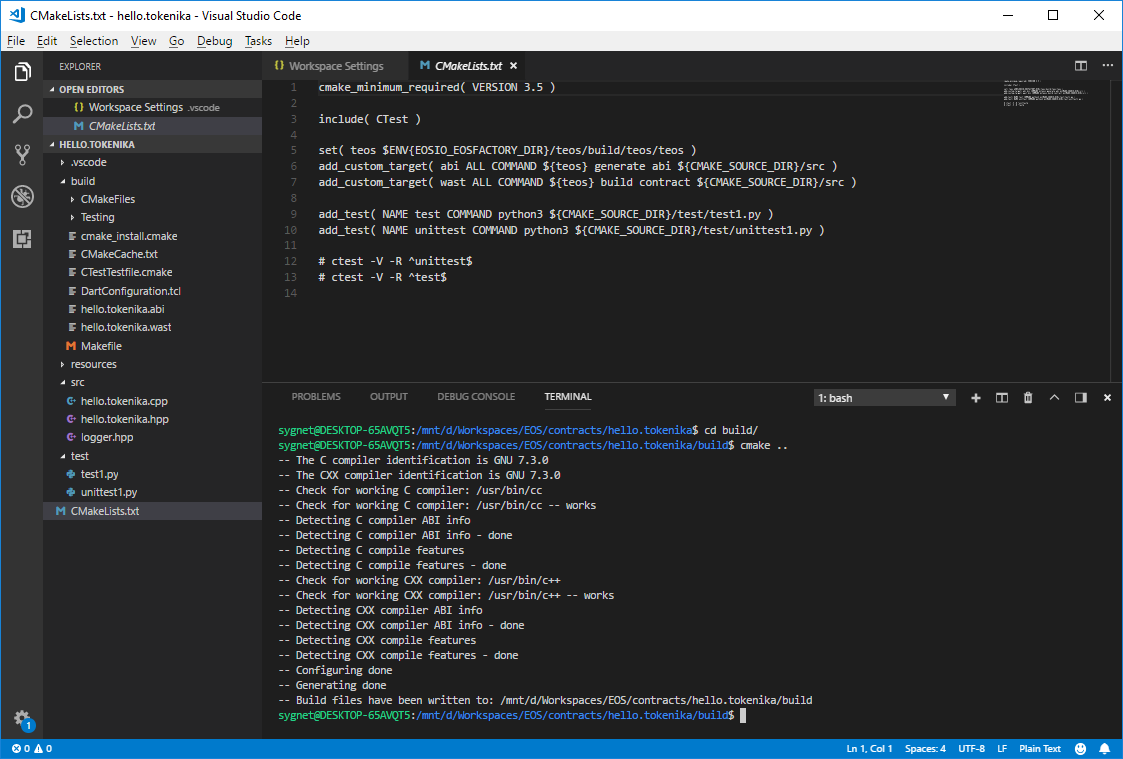 CMakeLists.txt - hello.tokenika - Visual Studio Code
File Edit Selection View Go Debug Tasks Help
EXPLORER
OPEN EDITORS
{} Workspace Settings .vscode
M CMakeLists.txt
HELLO.TOKENIKA
.vscode
build
CMakeFiles
Testing
cmake_install.cmake
CMakeCache.txt
CTestTestfile.cmake
DartConfiguration.tcl
hello.tokenika.abi
hello.tokenika.wast
M Makefile
resources
src
hello.tokenika.cpp
hello.tokenika.hpp
logger.hpp
test
test1.py
unittest1.py
M CMakeLists.txt
1
{} Workspace Settings M CMakeLists.txt
1 cmake_minimum_required( VERSION 3.5 )
2
3 include( CTest )
4
5 set( teos $ENV{EOSIO_EOSFACTORY_DIR}/teos/build/teos/teos )
6 add_custom_target( abi ALL COMMAND ${teos} generate abi ${CMAKE_SOURCE_DIR}/src )
7 add_custom_target( wast ALL COMMAND ${teos} build contract ${CMAKE_SOURCE_DIR}/src )
8
9 add_test( NAME test COMMAND python3 ${CMAKE_SOURCE_DIR}/test/test1.py )
10 add_test( NAME unittest COMMAND python3 ${CMAKE_SOURCE_DIR}/test/unittest1.py )
11
12 # ctest -V -R ^unittest$
13 # ctest -V -R ^test$
14
PROBLEMS OUTPUT DEBUG CONSOLE TERMINAL 1: bash
sygnet@DESKTOP-65AVQT5:/mnt/d/Workspaces/EOS/contracts/hello.tokenika$ cd build/
sygnet@DESKTOP-65AVQT5:/mnt/d/Workspaces/EOS/contracts/hello.tokenika/build$ cmake ..
-- The C compiler identification is GNU 7.3.0
-- The CXX compiler identification is GNU 7.3.0
-- Check for working C compiler: /usr/bin/cc
-- Check for working C compiler: /usr/bin/cc -- works
-- Detecting C compiler ABI info
-- Detecting C compiler ABI info - done
-- Detecting C compile features
-- Detecting C compile features - done
-- Check for working CXX compiler: /usr/bin/c++
-- Check for working CXX compiler: /usr/bin/c++ -- works
-- Detecting CXX compiler ABI info
-- Detecting CXX compiler ABI info - done
-- Detecting CXX compile features
-- Detecting CXX compile features - done
-- Configuring done
-- Generating done
-- Build files have been written to: /mnt/d/Workspaces/EOS/contracts/hello.tokenika/build
sygnet@DESKTOP-65AVQT5:/mnt/d/Workspaces/EOS/contracts/hello.tokenika/build$
0 0 Ln 1, Col 1 Spaces: 4 UTF-8 LF Plain Text